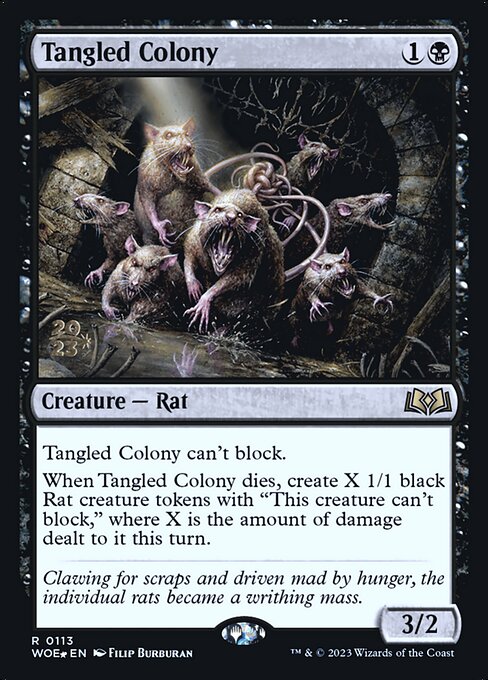 Tangled Colony 1
20
23
Creature — Rat
Tangled Colony can't block.
When Tangled Colony dies, create X 1/1 black
Rat creature tokens with “This creature can't
block,” where X is the amount of damage
dealt to it this turn.
Clawing for scraps and driven mad by hunger, the
individual rats became a writhing mass.
3/2
R 0113
WOE★EN Filip Burburan
™ & © 2023 Wizards of the Coast